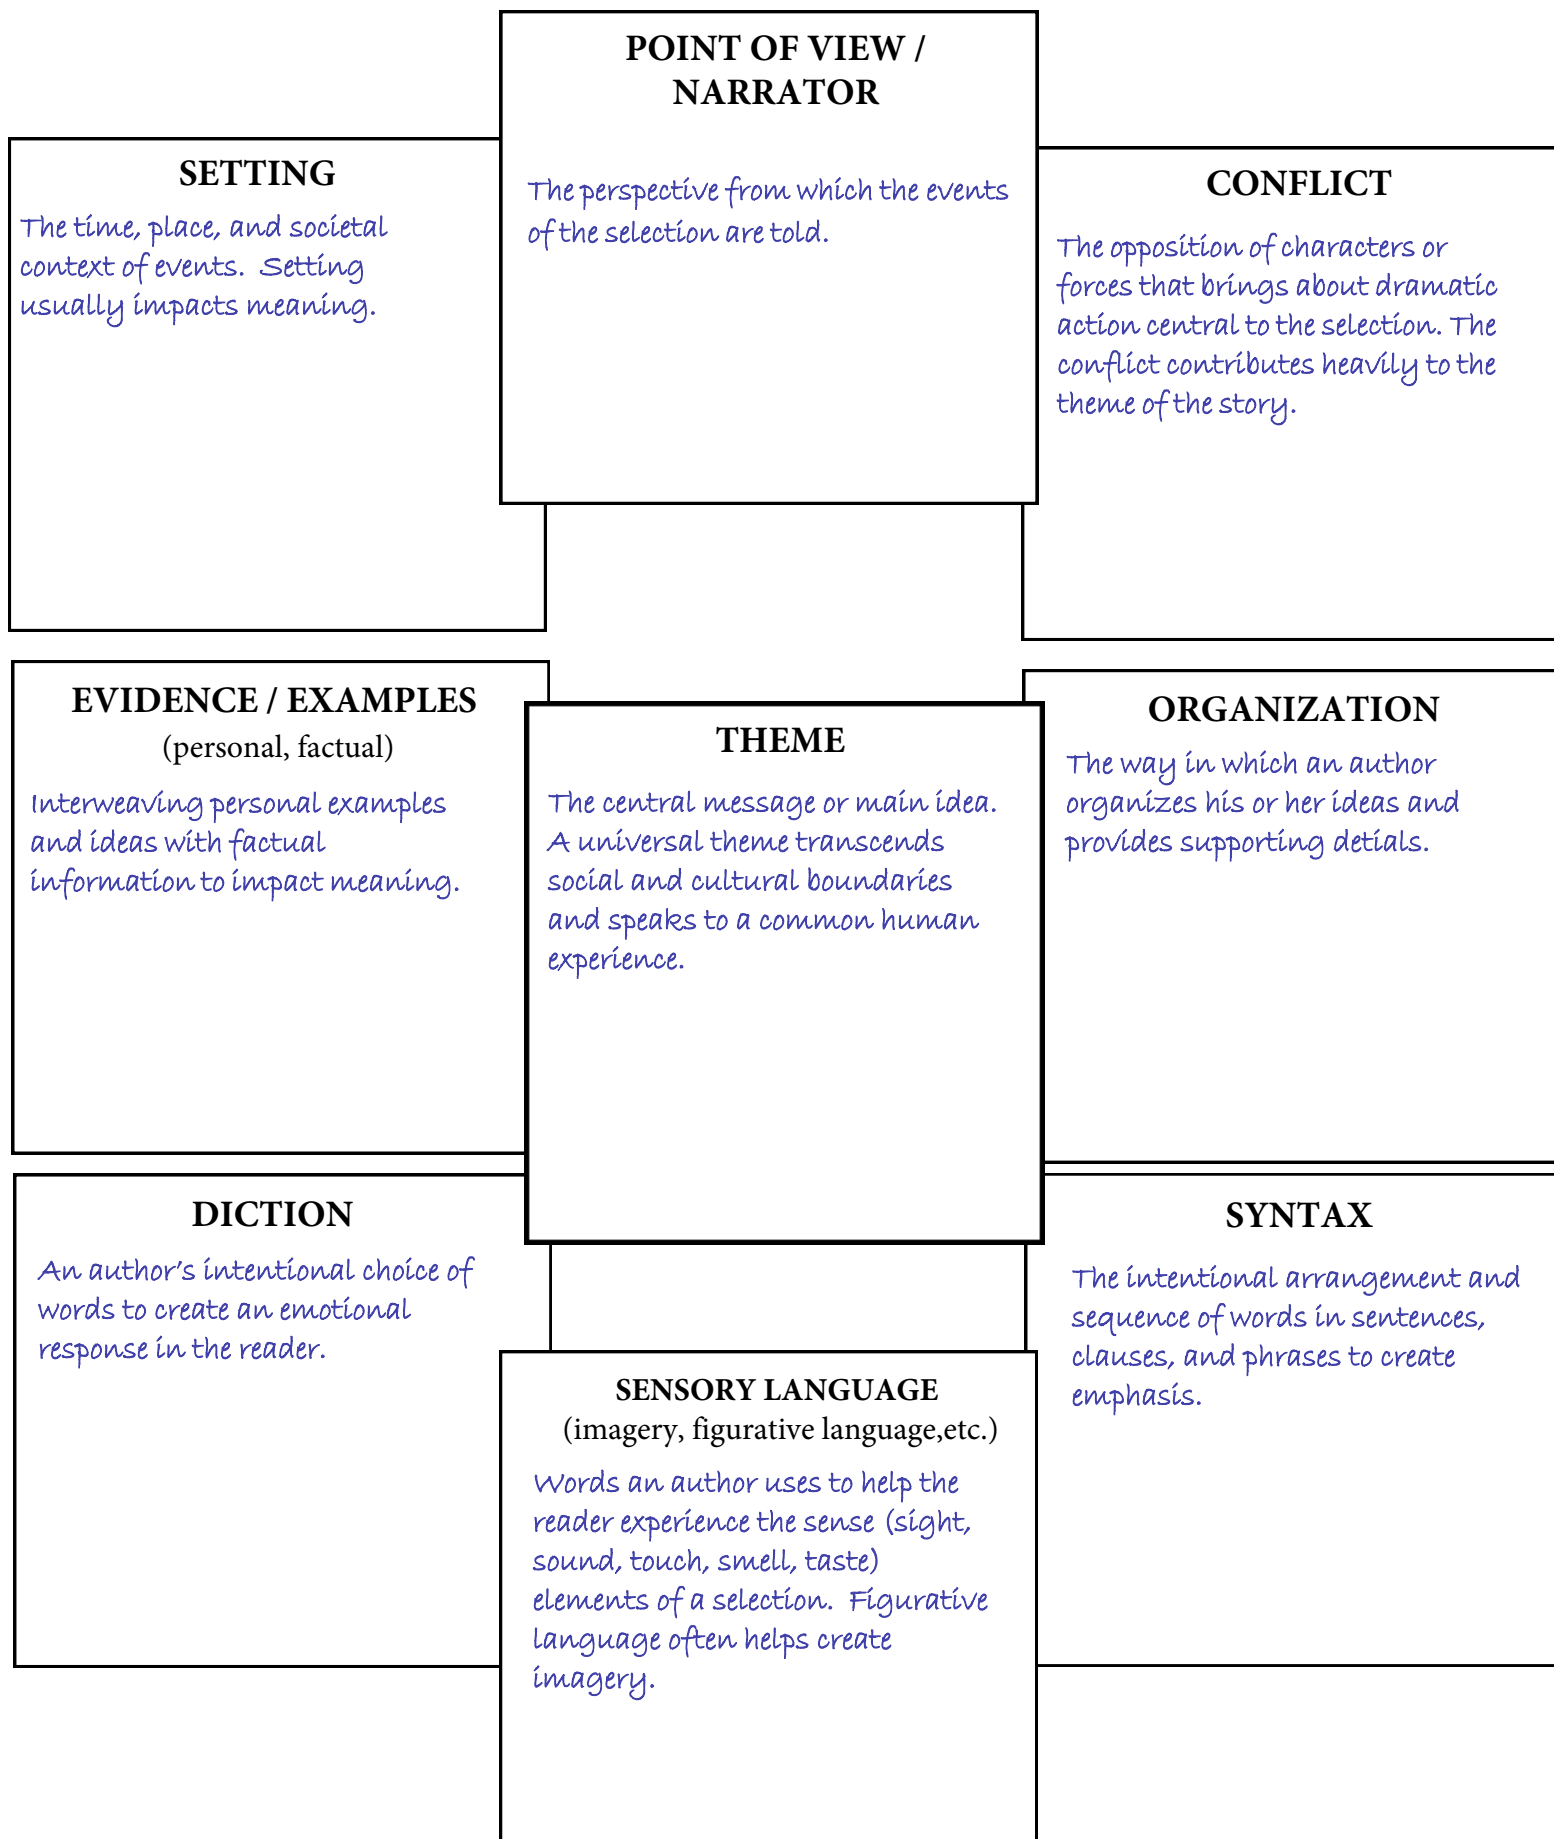 POINT OF VIEW /
NARRATOR
The perspective from which the events
of the selection are told.
SETTING
The time, place, and societal
context of events.  Setting
usually impacts meaning.
CONFLICT
The opposition of characters or
forces that brings about dramatic
action central to the selection. The
conflict contributes heavily to the
theme of the story.
EVIDENCE / EXAMPLES
(personal, factual)
Interweaving personal examples
and ideas with factual
information to impact meaning.
THEME
The central message or main idea.
A universal theme transcends
social and cultural boundaries
and speaks to a common human
experience.
ORGANIZATION
The way in which an author
organizes his or her ideas and
provides supporting detials.
DICTION
An author's intentional choice of
words to create an emotional
response in the reader.
SENSORY LANGUAGE
(imagery, figurative language,etc.)
Words an author uses to help the
reader experience the sense (sight,
sound, touch, smell, taste)
elements of a selection.  Figurative
language often helps create
imagery.
SYNTAX
The intentional arrangement and
sequence of words in sentences,
clauses, and phrases to create
emphasis.